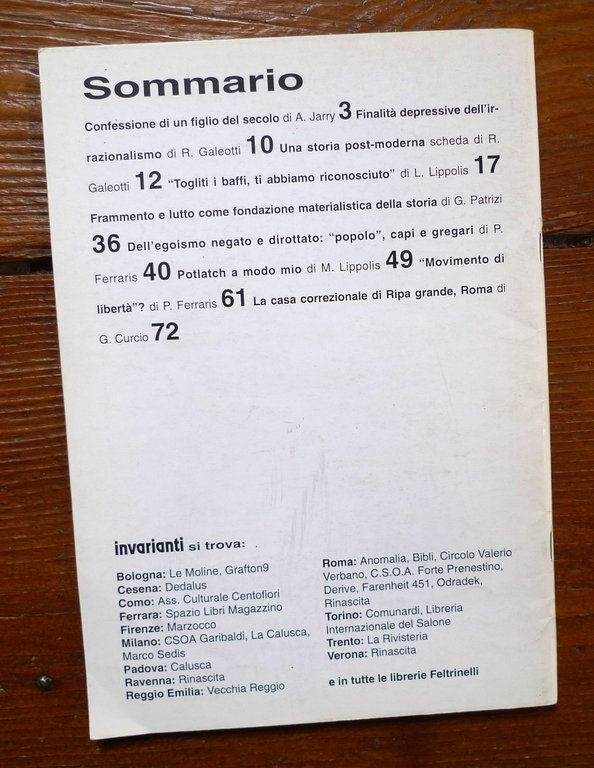 Sommario
Confessione di un figlio del secolo di A. Jarry 3 Finalità depressive dell'ir-
razionalismo di R. Galeotti 10 Una storia post-moderna scheda di R.
Galeotti 12 "Togliti i baffi, ti abbiamo riconosciuto" di L. Lippolis 17
Frammento e lutto come fondazione materialistica della storia di G. Patrizi
36 Dell'egoismo negato e dirottato: "popolo", capi e gregari di P.
Ferraris 40 Potlatch a modo mio di M. Lippolis 49 "Movimento di
libertà"? di P. Ferraris 61 La casa correzionale di Ripa grande, Roma di
G. Curcio 72
invarianti si trova:
Bologna: Le Moline, Grafton9
Cesena: Dedalus
Como: Ass. Culturale Centofiori
Ferrara: Spazio Libri Magazzino
Firenze: Marzocco
Milano: CSOA Garibaldi, La Calusca,
Marco Sedis
Padova: Calusca
Ravenna: Rinascita
Reggio Emilia: Vecchia Reggio
Roma: Anomalia, Bibli, Circolo Valerio
Verbano, C.S.O.A. Forte Prenestino,
Derive, Farenheit 451, Odradek,
Rinascita
Torino: Comunardi, Libreria
Internazionale del Salone
Trento: La Rivisteria
Verona: Rinascita
e in tutte le librerie Feltrinelli